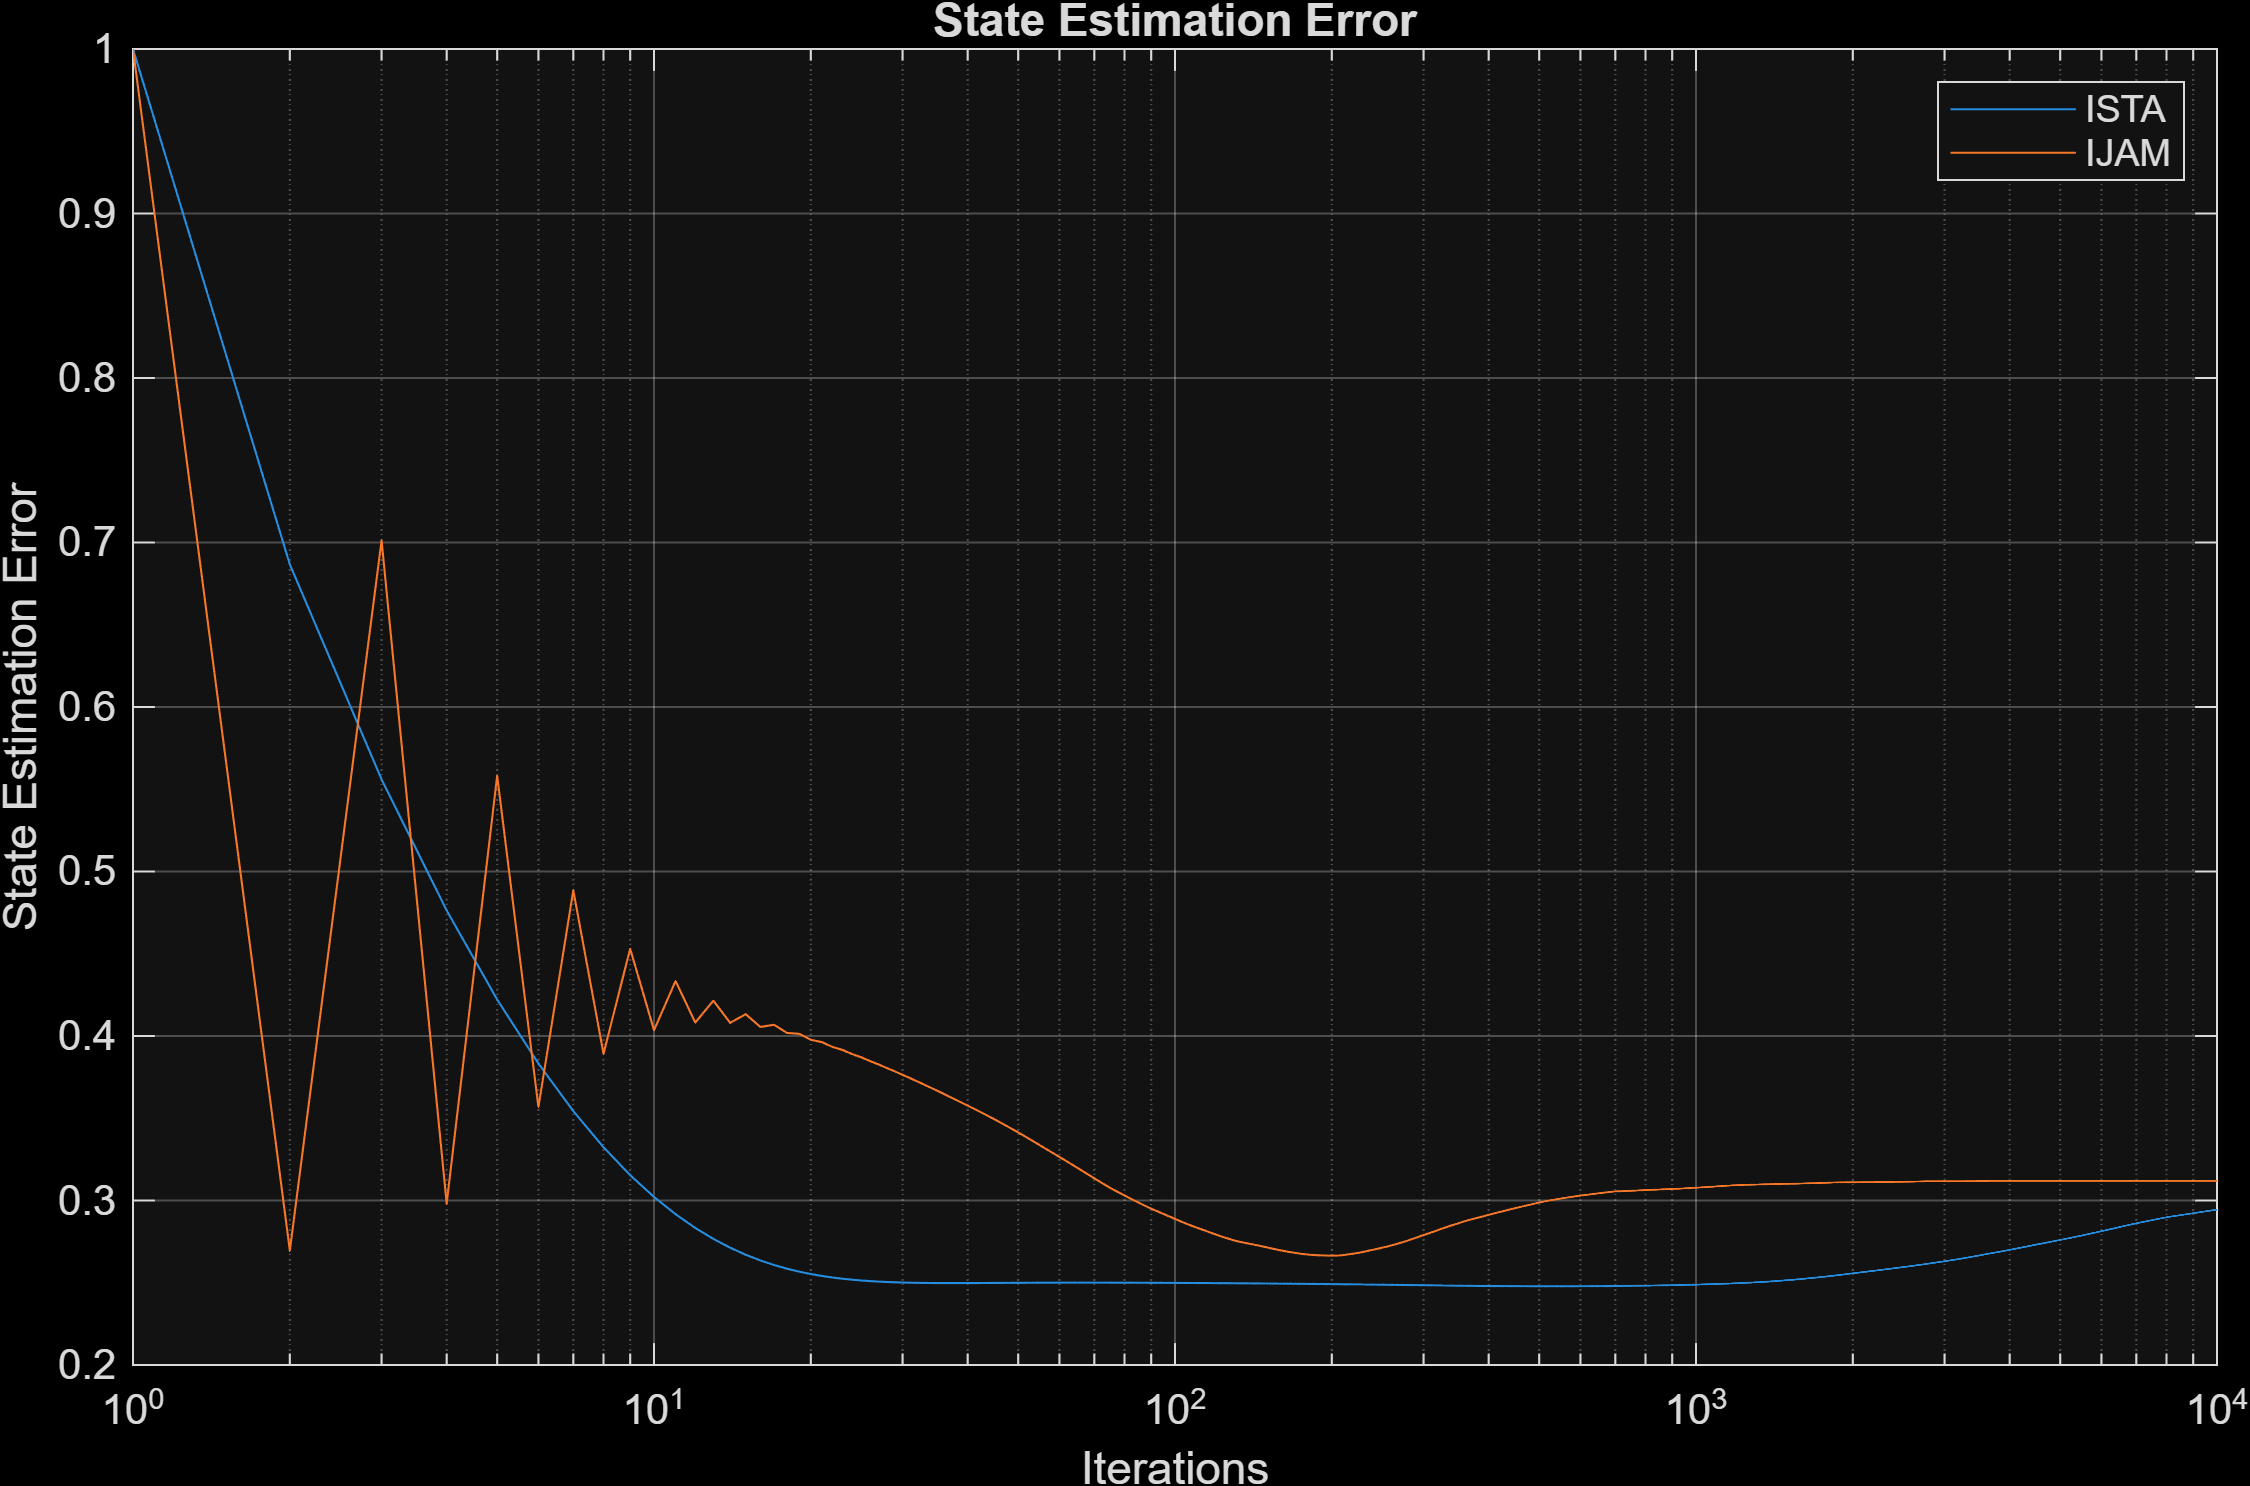 State Estimation Error
ISTA
IJAM
State Estimation Error
1
0.9
0.8
0.7
0.6
0.5
0.4
0.3
0.2
10⁰ 10¹ 10² 10³ 10⁴
Iterations